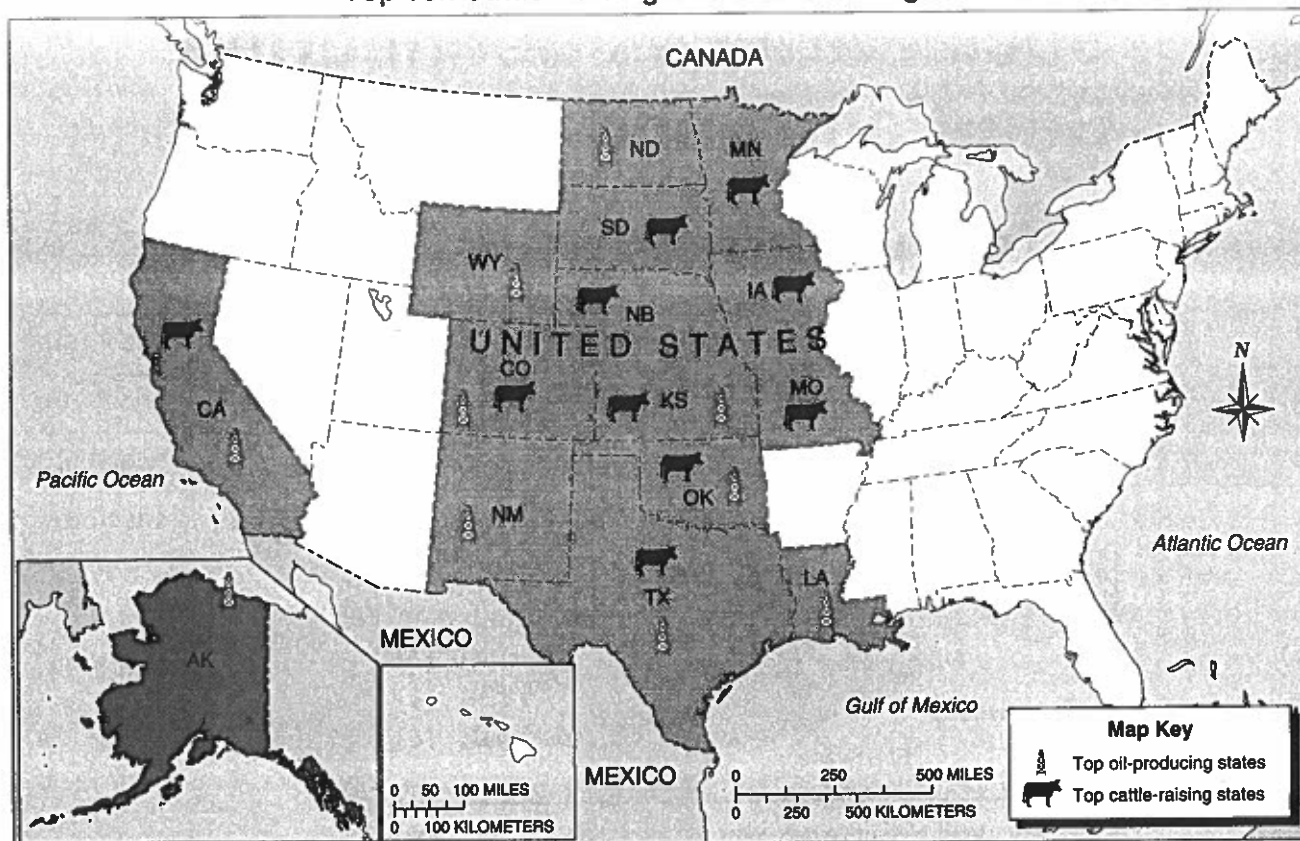 CANADA
ND
MN
SD
WY
IA
NB
UNITED STATES
CO
KS
MO
CA
N
Pacific Ocean
OK
NM
Atlantic Ocean
LA
TX
MEXICO
AK
Gulf of Mexico
Map Key
Top oil-producing states
Top cattle-raising states
MEXICO
0 50 100 MILES
0 100 KILOMETERS
0 250 500 MILES
0 250 500 KILOMETERS